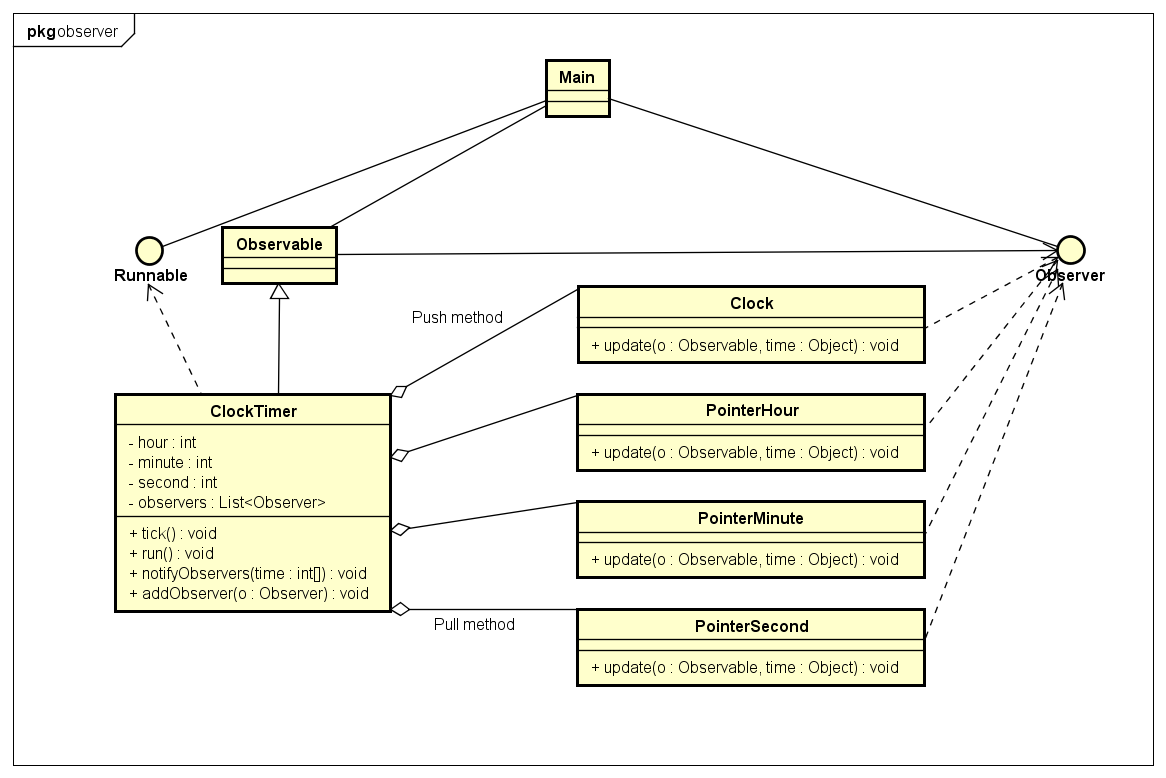 pkg observer
Main
Observable
Runnable
Observer
Push method
Clock
+ update(o : Observable, time : Object) : void
ClockTimer
- hour : int
- minute : int
- second : int
- observers : List<Observer>
+ tick() : void
+ run() : void
+ notifyObservers(time : int[]) : void
+ addObserver(o : Observer) : void
PointerHour
+ update(o : Observable, time : Object) : void
PointerMinute
+ update(o : Observable, time : Object) : void
Pull method
PointerSecond
+ update(o : Observable, time : Object) : void